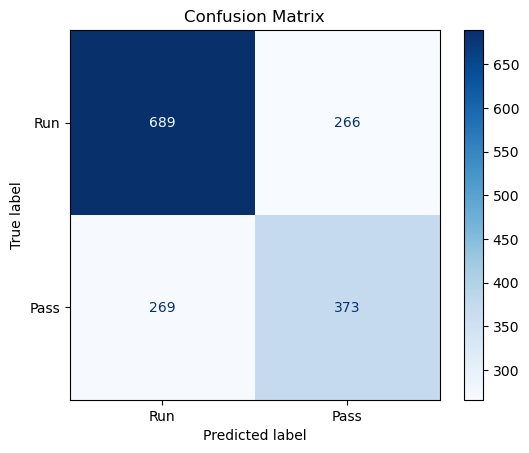 Confusion Matrix
Run
689
266
Pass
269
373
Run
Pass
True label
Predicted label
650
600
550
500
450
400
350
300